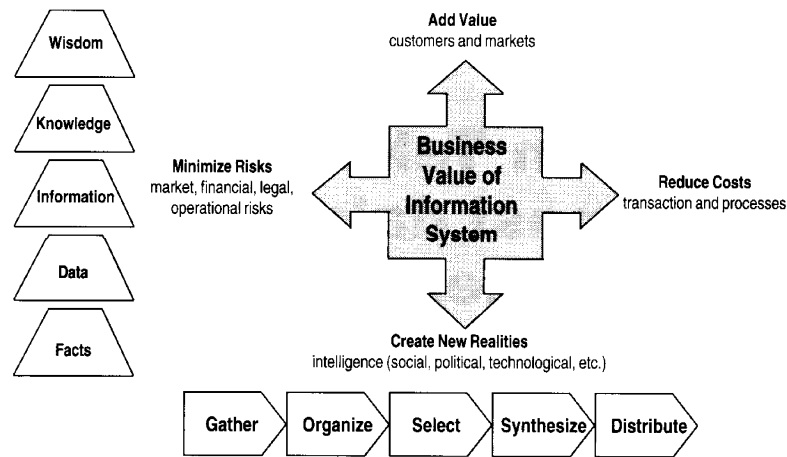 Wisdom
Knowledge
Information
Data
Facts
Add Value
customers and markets
Minimize Risks
market, financial, legal,
operational risks
Business
Value of
Information
System
Reduce Costs
transaction and processes
Create New Realities
intelligence (social, political, technological, etc.)
Gather
Organize
Select
Synthesize
Distribute